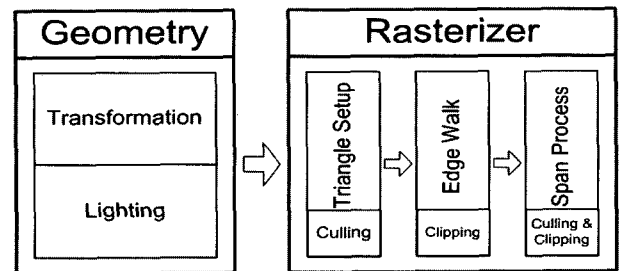 Geometry
Transformation
Lighting
Rasterizer
Triangle Setup
Culling
Edge Walk
Clipping
Span Process
Culling &
Clipping